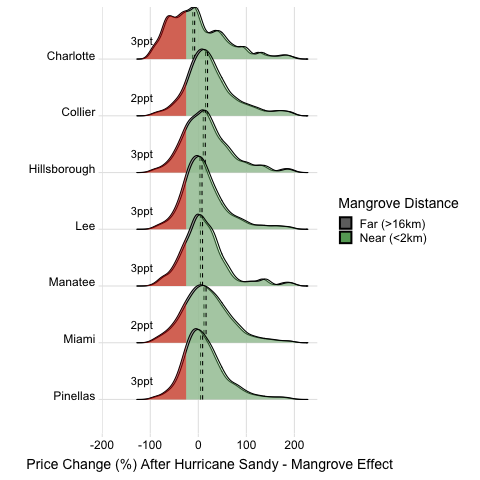 3ppt
Charlotte
2ppt
Collier
3ppt
Hillsborough
3ppt
Lee
3ppt
Manatee
2ppt
Miami
3ppt
Pinellas
Mangrove Distance
Far (>16km)
Near (<2km)
-200 -100 0 100 200
Price Change (%) After Hurricane Sandy - Mangrove Effect